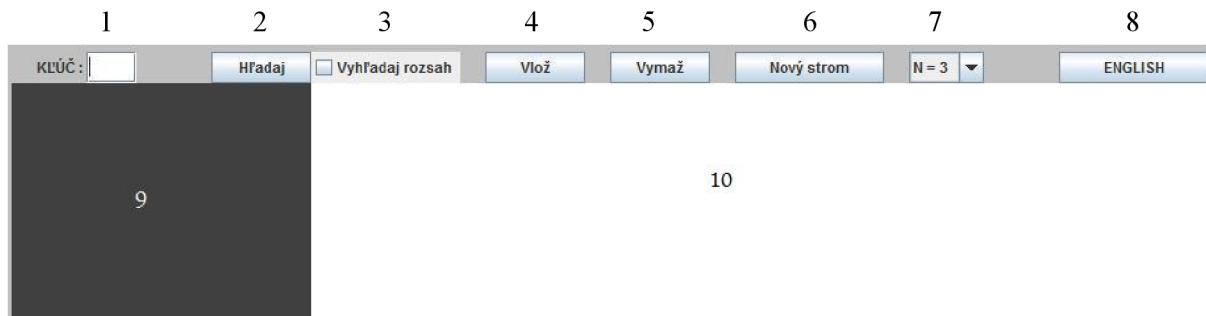 1 2 3 4 5 6 7 8
KĽÚČ : Hľadaj Vyhľadaj rozsah Vlož Vymaž Nový strom N = 3 ENGLISH
10
9